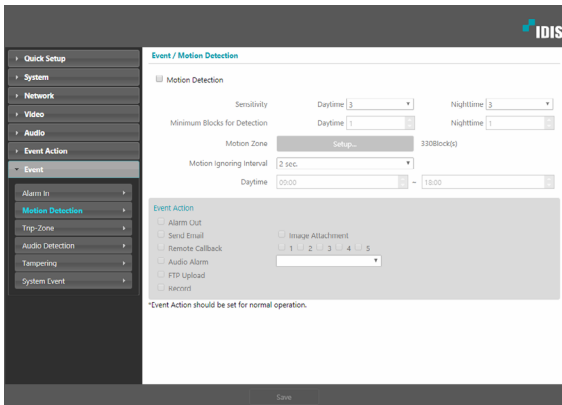 IDIS
Quick Setup
System
Network
Video
Audio
Event Action
Event
Alarm In
Motion Detection
Trip-Zone
Audio Detection
Tampering
System Event
Event / Motion Detection
Motion Detection
Sensitivity Daytime 3 Nighttime 3
Minimum Blocks for Detection Daytime 1 Nighttime 1
Motion Zone Setup... 330Block(s)
Motion Ignoring Interval 2 sec.
Daytime 09:00 ~ 18:00
Event Action
Alarm Out
Send Email Image Attachment
Remote Callback 1 2 3 4 5
Audio Alarm
FTP Upload
Record
*Event Action should be set for normal operation.
Save